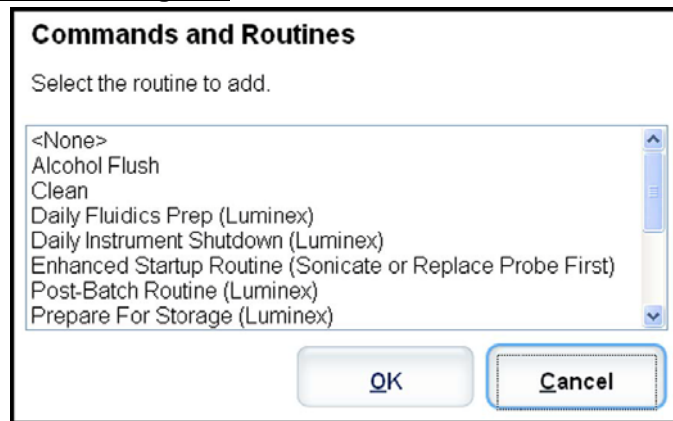 Commands and Routines
Select the routine to add.
<None>
Alcohol Flush
Clean
Daily Fluidics Prep (Luminex)
Daily Instrument Shutdown (Luminex)
Enhanced Startup Routine (Sonicate or Replace Probe First)
Post-Batch Routine (Luminex)
Prepare For Storage (Luminex)
OK Cancel